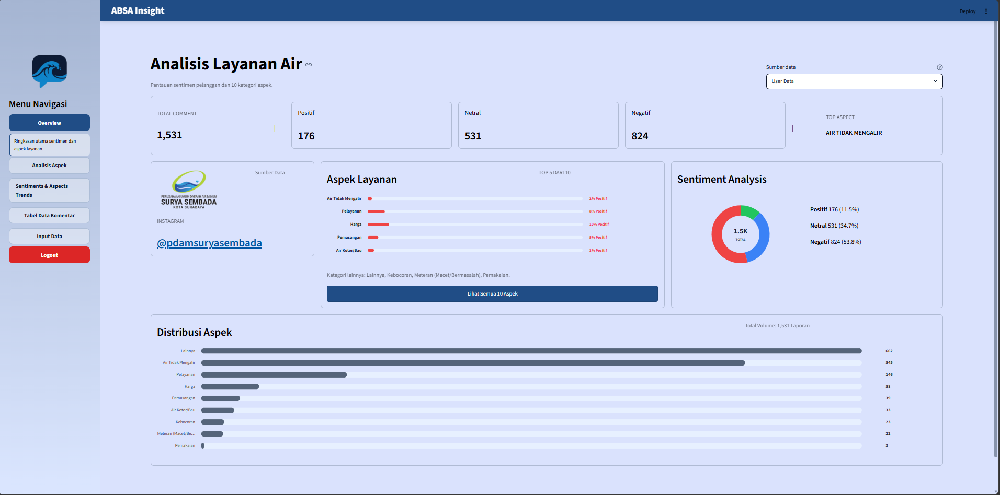 ABSA Insight
Deploy
Menu Navigasi
Overview
Ringkasan utama sentimen dan
aspek layanan.
Analisis Aspek
Sentiments & Aspects
Trends
Tabel Data Komentar
Input Data
Logout
Analisis Layanan Air
Pantauan sentimen pelanggan dan 10 kategori aspek.
Sumber data
User Data
TOTAL COMMENT
1,531
Positif
176
Netral
531
Negatif
824
TOP ASPECT
AIR TIDAK MENGALIR
Sumber Data
PERUSAHAAN UMUM DAERAH AIR MINUM
SURYA SEMBADA
KOTA SURABAYA
INSTAGRAM
@pdamsuryasembada
Aspek Layanan
TOP 5 DARI 10
Air Tidak Mengalir 2% Positif
Pelayanan 8% Positif
Harga 10% Positif
Pemasangan 5% Positif
Air Kotor/Bau 3% Positif
Kategori lainnya: Lainnya, Kebocoran, Meteran (Macet/Bermasalah), Pemakaian.
Lihat Semua 10 Aspek
Sentiment Analysis
1.5K
TOTAL
Positif 176 (11.5%)
Netral 531 (34.7%)
Negatif 824 (53.8%)
Distribusi Aspek
Total Volume: 1,531 Laporan
Lainnya 662
Air Tidak Mengalir 545
Pelayanan 146
Harga 58
Pemasangan 39
Air Kotor/Bau 33
Kebocoran 23
Meteran (Macet/Be... 22
Pemakaian 3